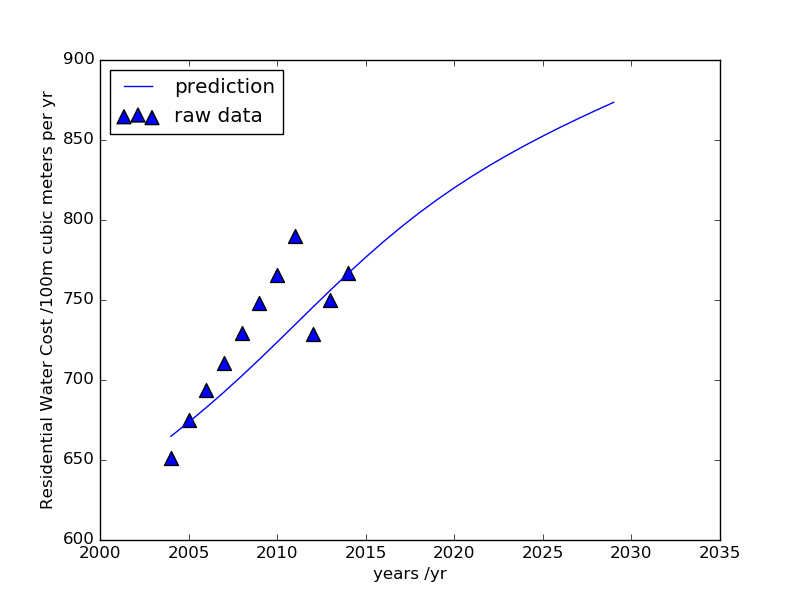 prediction
raw data
900
850
800
750
700
650
600
2000 2005 2010 2015 2020 2025 2030 2035
years /yr
Residential Water Cost /100m cubic meters per yr